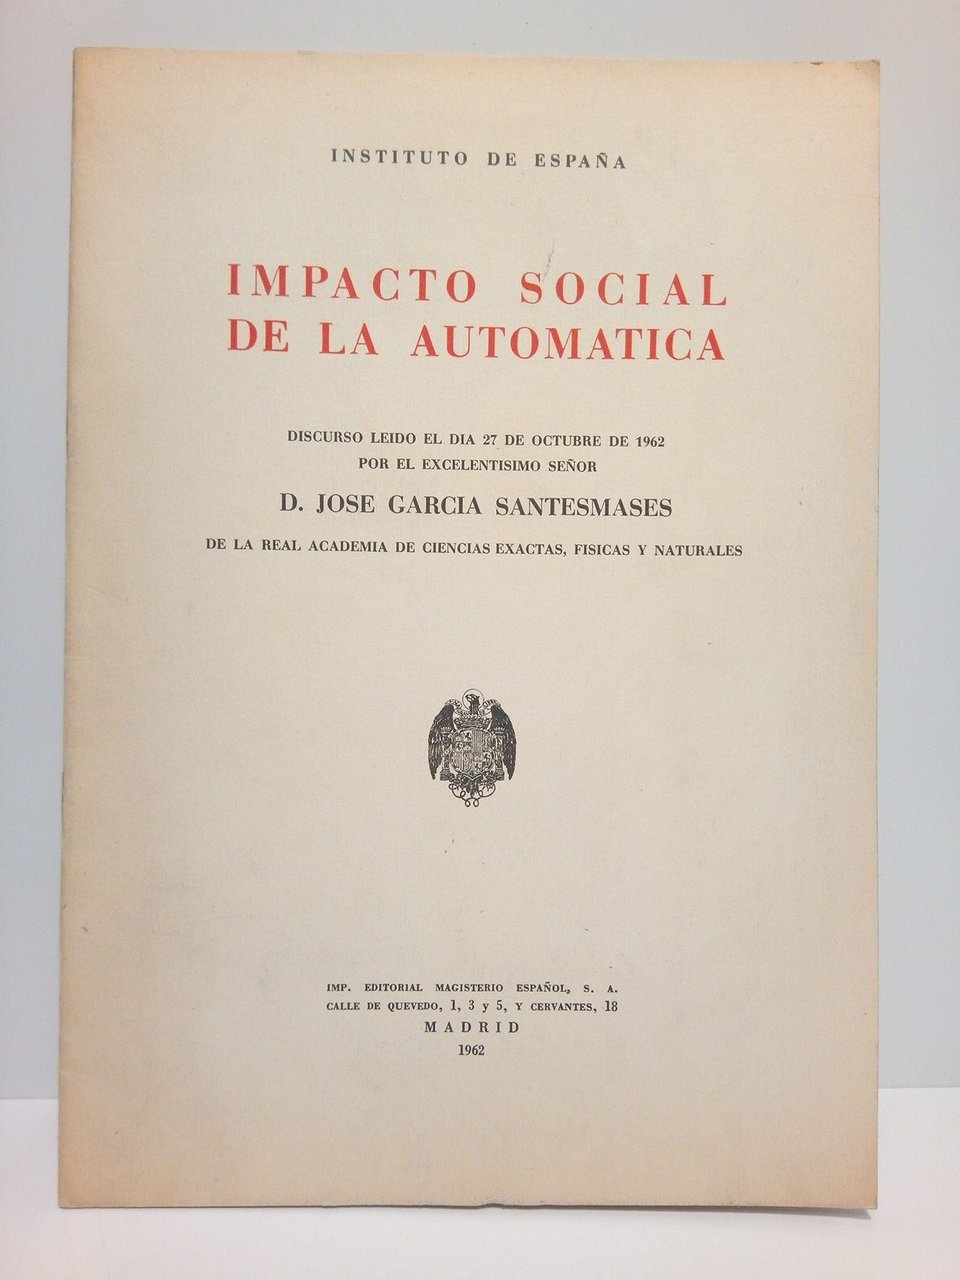 INSTITUTO DE ESPAÑA
IMPACTO SOCIAL
DE LA AUTOMATICA
DISCURSO LEIDO EL DIA 27 DE OCTUBRE DE 1962
POR EL EXCELENTISIMO SEÑOR
D. JOSE GARCIA SANTESMASES
DE LA REAL ACADEMIA DE CIENCIAS EXACTAS, FISICAS Y NATURALES
IMP. EDITORIAL MAGISTERIO ESPAÑOL, S. A.
CALLE DE QUEVEDO, 1, 3 y 5, Y CERVANTES, 18
MADRID
1962